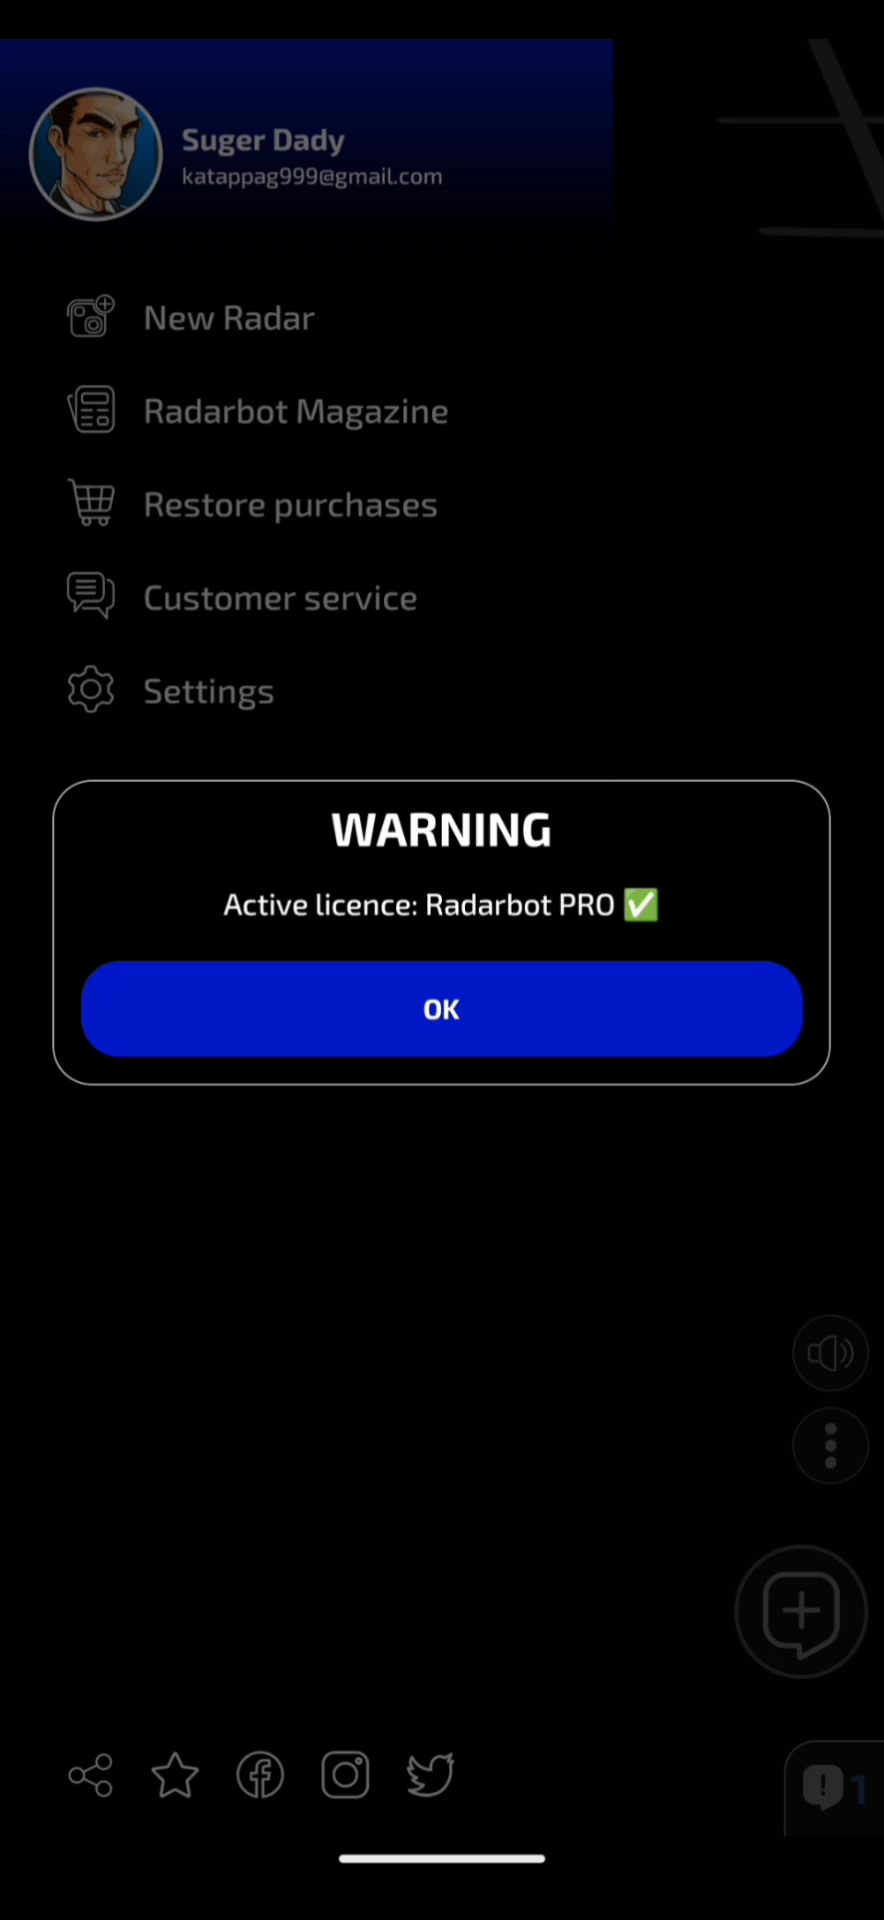 Suger Dady
katappag999@gmail.com
New Radar
Radarbot Magazine
Restore purchases
Customer service
Settings
WARNING
Active licence: Radarbot PRO ✅
OK
1